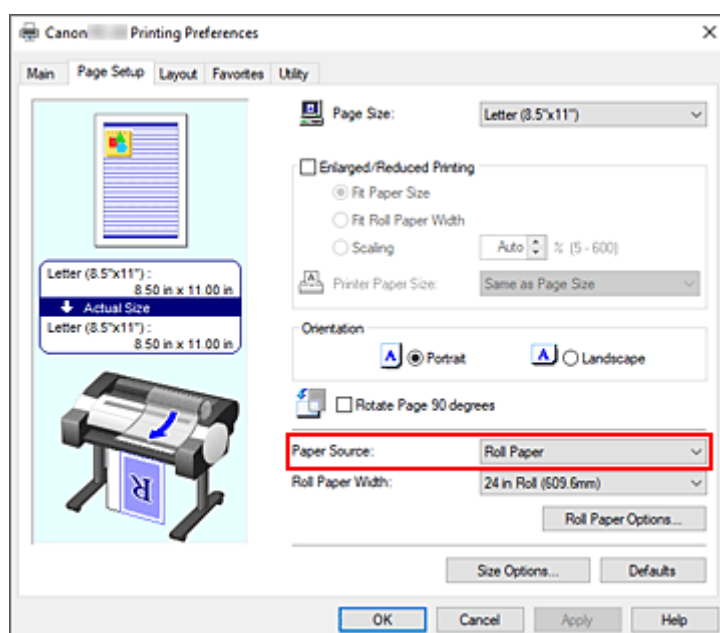 Canon Printing Preferences
Main Page Setup Layout Favorites Utility
Page Size: Letter (8.5"x11")
Enlarged/Reduced Printing
Fit Paper Size
Fit Roll Paper Width
Scaling Auto % (5 - 600)
Printer Paper Size: Same as Page Size
Letter (8.5"x11") :
8.50 in x 11.00 in
Actual Size
Letter (8.5"x11") :
8.50 in x 11.00 in
Orientation
A Portrait A Landscape
Rotate Page 90 degrees
Paper Source: Roll Paper
Roll Paper Width: 24 in Roll (609.6mm)
R
Roll Paper Options...
Size Options... Defaults
OK Cancel Apply Help